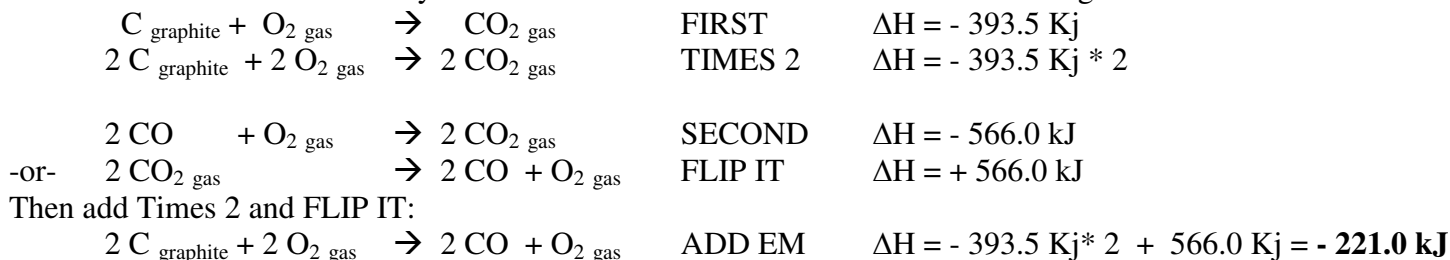 C graphite + O2 gas → CO2 gas FIRST ΔH = - 393.5 Kj
2 C graphite + 2 O2 gas → 2 CO2 gas TIMES 2 ΔH = - 393.5 Kj * 2
2 CO + O2 gas → 2 CO2 gas SECOND ΔH = - 566.0 kJ
-or- 2 CO2 gas → 2 CO + O2 gas FLIP IT ΔH = + 566.0 kJ
Then add Times 2 and FLIP IT:
2 C graphite + 2 O2 gas → 2 CO + O2 gas ADD EM ΔH = - 393.5 Kj* 2 + 566.0 Kj = - 221.0 kJ